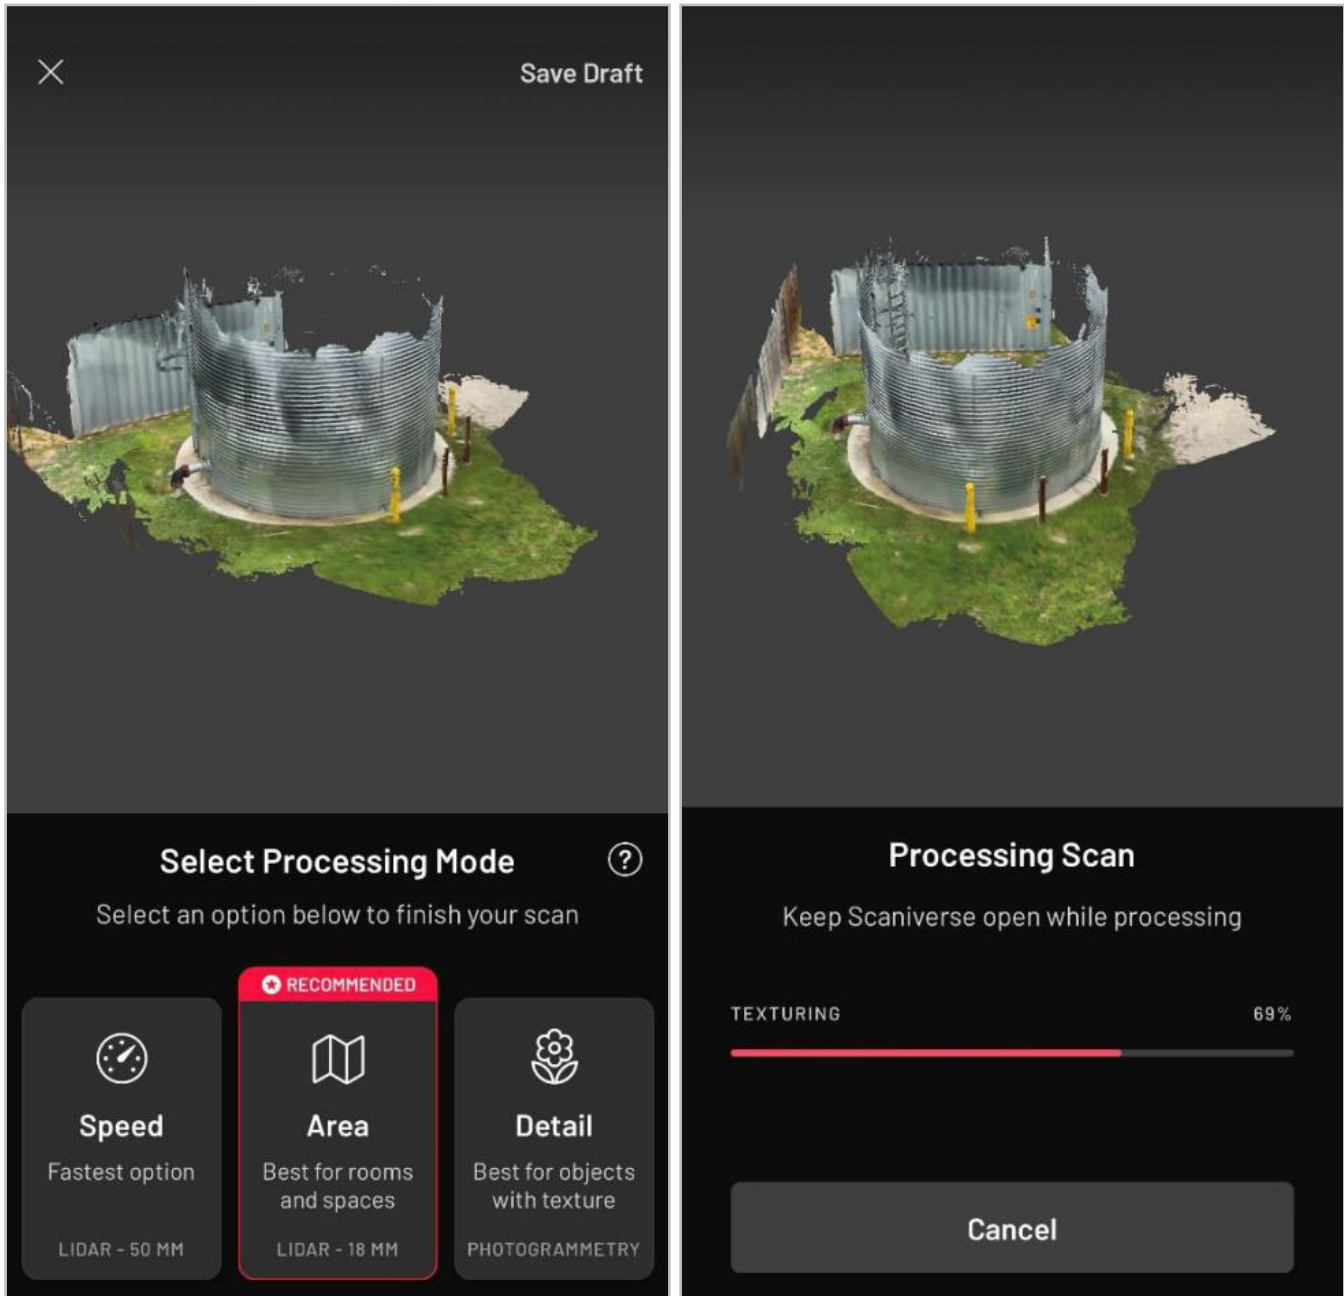 Save Draft
Select Processing Mode
?
Select an option below to finish your scan
RECOMMENDED
Speed
Fastest option
LIDAR - 50 MM
Area
Best for rooms
and spaces
LIDAR - 18 MM
Detail
Best for objects
with texture
PHOTOGRAMMETRY
Processing Scan
Keep Scaniverse open while processing
TEXTURING 69%
Cancel